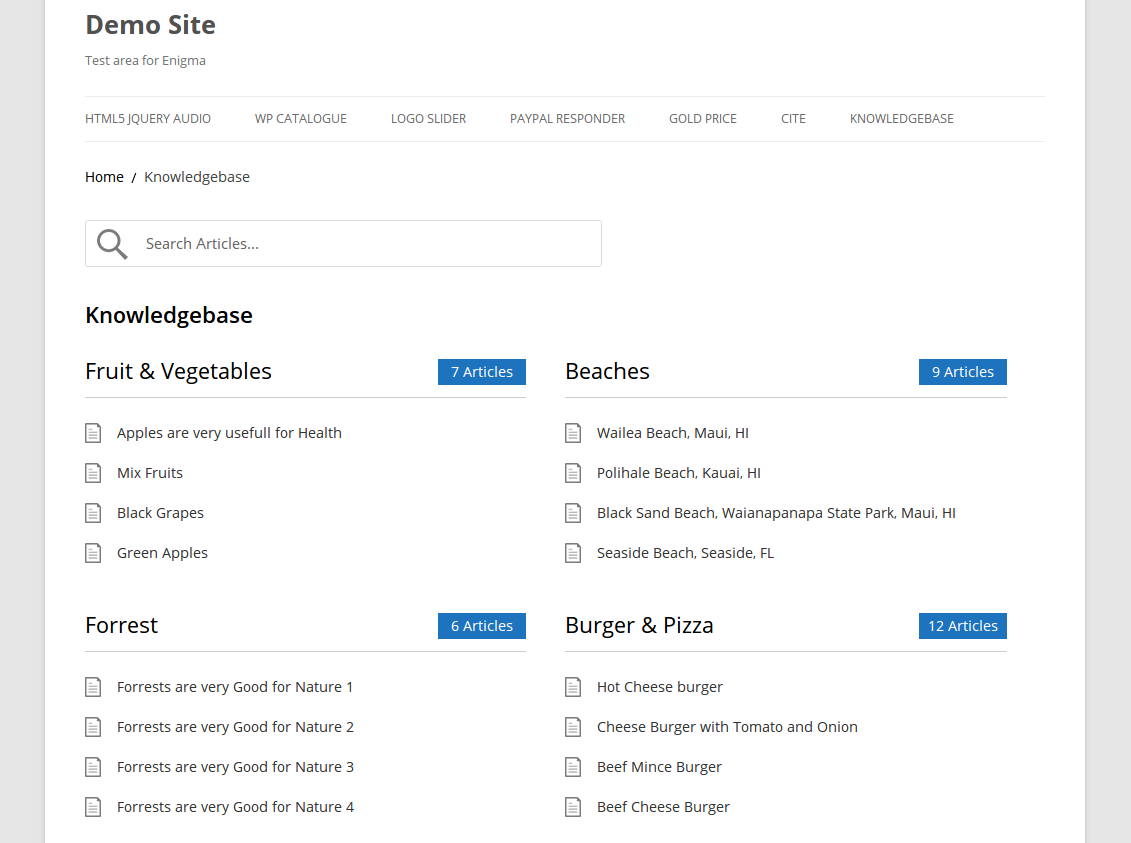 Demo Site
Test area for Enigma
HTML5 JQUERY AUDIO WP CATALOGUE LOGO SLIDER PAYPAL RESPONDER GOLD PRICE CITE KNOWLEDGEBASE
Home / Knowledgebase
Search Articles...
Knowledgebase
Fruit & Vegetables 7 Articles
Apples are very usefull for Health
Mix Fruits
Black Grapes
Green Apples
Beaches 9 Articles
Wailea Beach, Maui, HI
Polihale Beach, Kauai, HI
Black Sand Beach, Waianapanapa State Park, Maui, HI
Seaside Beach, Seaside, FL
Forrest 6 Articles
Forrests are very Good for Nature 1
Forrests are very Good for Nature 2
Forrests are very Good for Nature 3
Forrests are very Good for Nature 4
Burger & Pizza 12 Articles
Hot Cheese burger
Cheese Burger with Tomato and Onion
Beef Mince Burger
Beef Cheese Burger